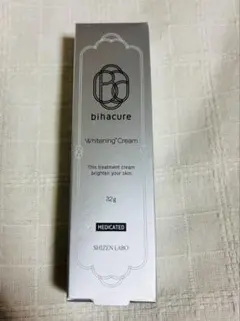 bihacure
Whitening*Cream
This treatment cream
brighten your skin.
32g
MEDICATED
SHIZEN LABO